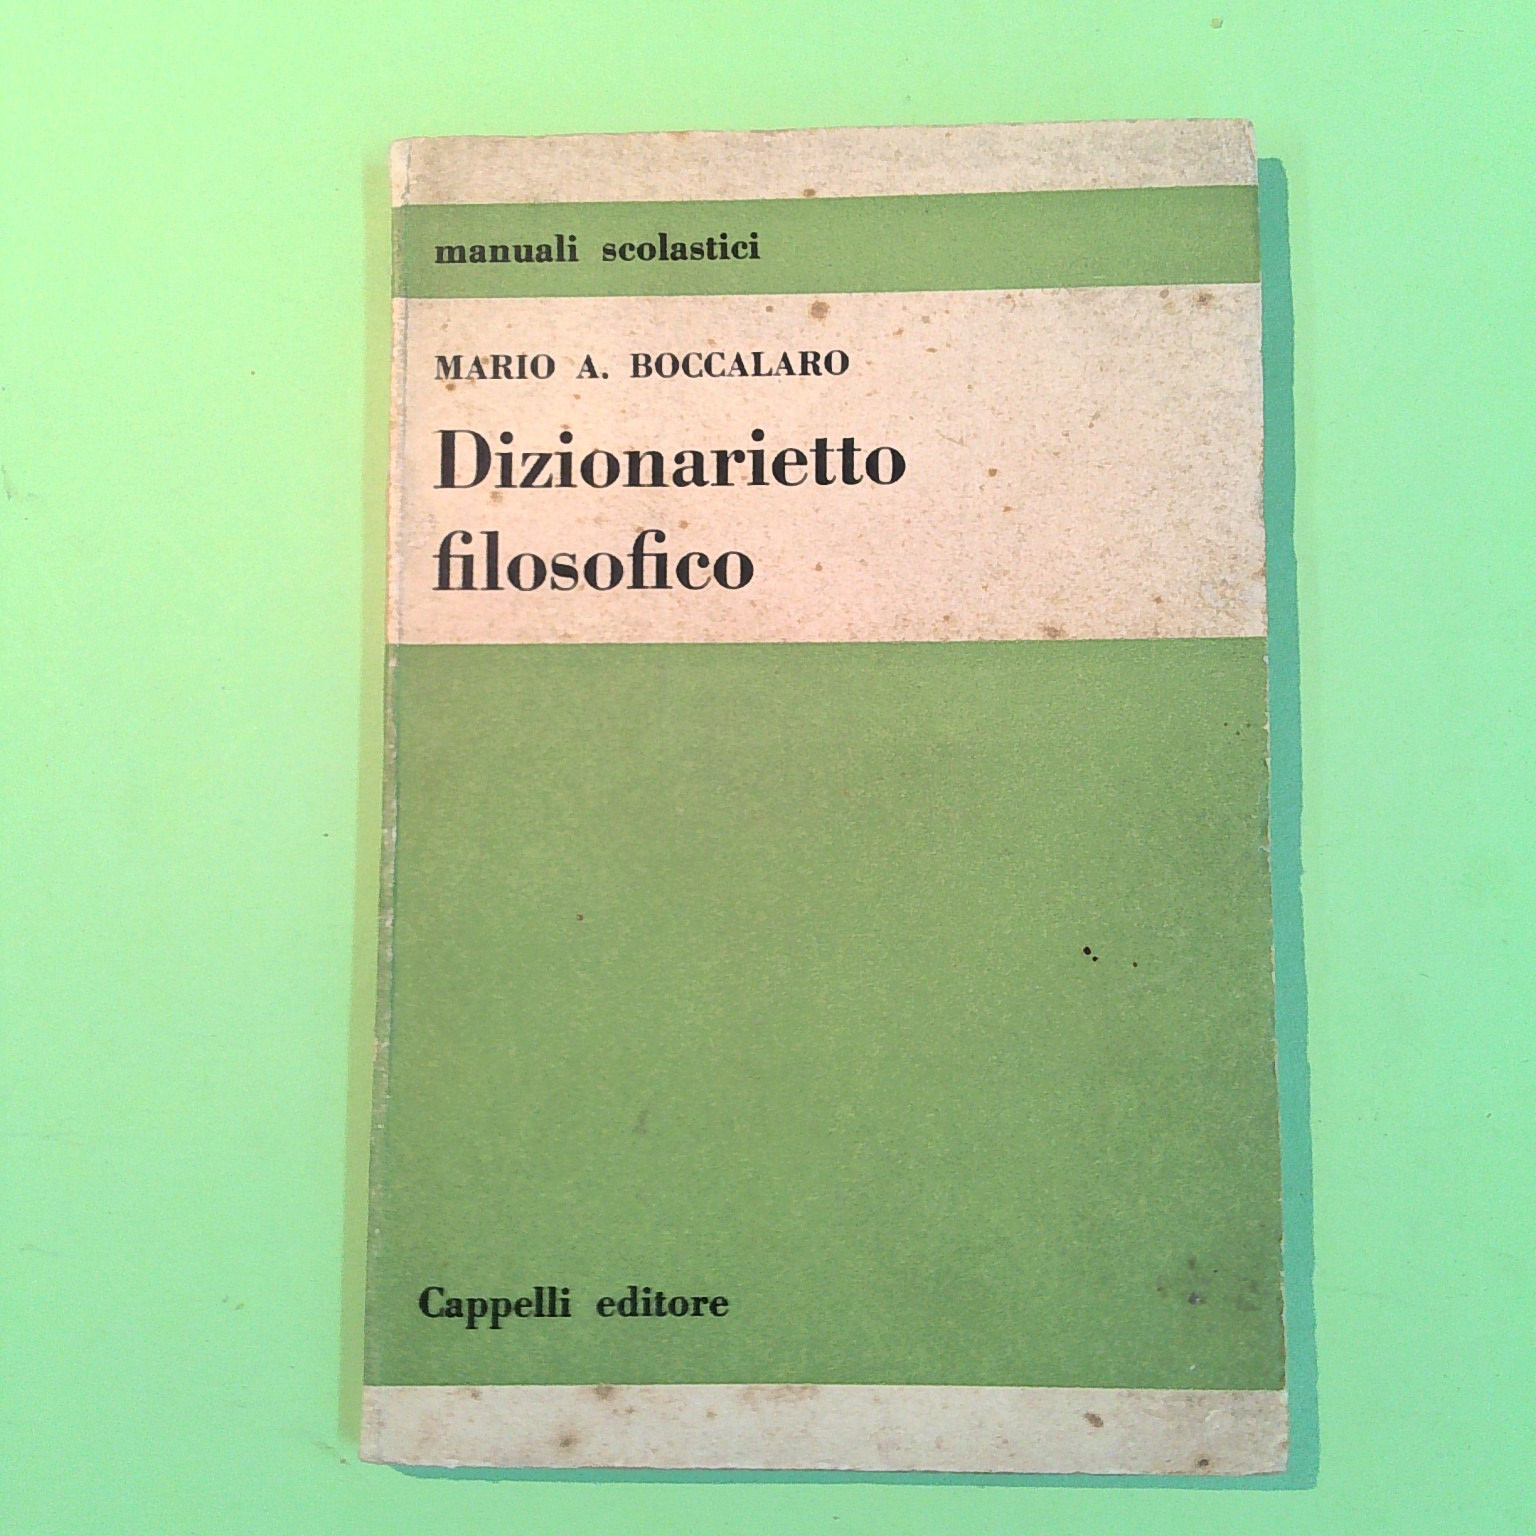 manuali scolastici
MARIO A. BOCCALARO
Dizionarietto
filosofico
Cappelli editore